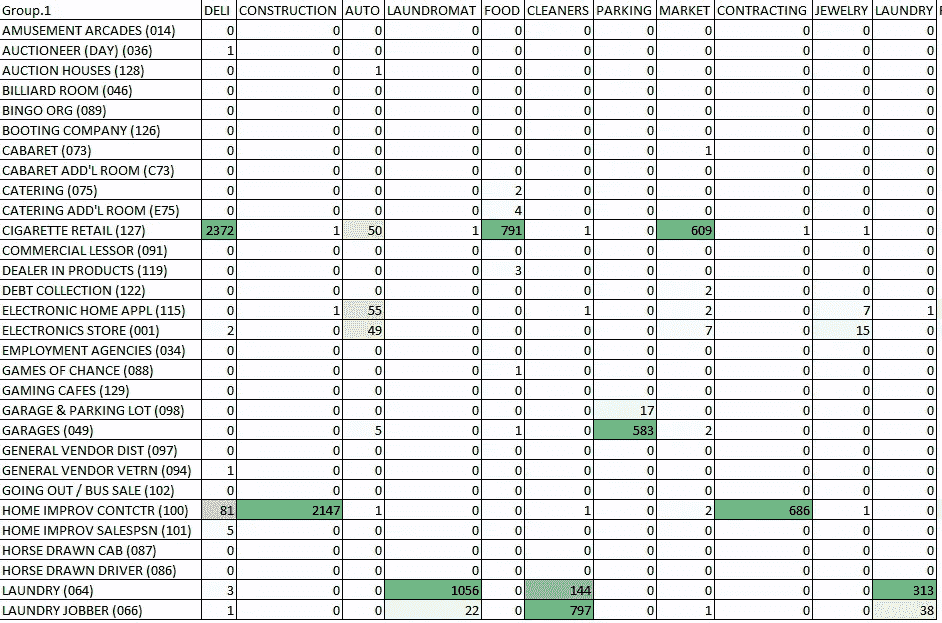 Group.1 DELI CONSTRUCTION AUTO LAUNDROMAT FOOD CLEANERS PARKING MARKET CONTRACTING JEWELRY LAUNDRY
AMUSEMENT ARCADES (014) 0 0 0 0 0 0 0 0 0 0 0
AUCTIONEER (DAY) (036) 1 0 0 0 0 0 0 0 0 0 0
AUCTION HOUSES (128) 0 0 1 0 0 0 0 0 0 0 0
BILLIARD ROOM (046) 0 0 0 0 0 0 0 0 0 0 0
BINGO ORG (089) 0 0 0 0 0 0 0 0 0 0 0
BOOTING COMPANY (126) 0 0 0 0 0 0 0 0 0 0 0
CABARET (073) 0 0 0 0 0 0 0 1 0 0 0
CABARET ADD'L ROOM (C73) 0 0 0 0 0 0 0 0 0 0 0
CATERING (075) 0 0 0 0 2 0 0 0 0 0 0
CATERING ADD'L ROOM (E75) 0 0 0 0 4 0 0 0 0 0 0
CIGARETTE RETAIL (127) 2372 1 50 1 791 1 0 609 1 1 0
COMMERCIAL LESSOR (091) 0 0 0 0 0 0 0 0 0 0 0
DEALER IN PRODUCTS (119) 0 0 0 0 3 0 0 0 0 0 0
DEBT COLLECTION (122) 0 0 0 0 0 0 0 2 0 0 0
ELECTRONIC HOME APPL (115) 0 1 55 0 0 1 0 2 0 7 1
ELECTRONICS STORE (001) 2 0 49 0 0 0 0 7 0 15 0
EMPLOYMENT AGENCIES (034) 0 0 0 0 0 0 0 0 0 0 0
GAMES OF CHANCE (088) 0 0 0 0 1 0 0 0 0 0 0
GAMING CAFES (129) 0 0 0 0 0 0 0 0 0 0 0
GARAGE & PARKING LOT (098) 0 0 0 0 0 0 17 0 0 0 0
GARAGES (049) 0 0 5 0 1 0 583 2 0 0 0
GENERAL VENDOR DIST (097) 0 0 0 0 0 0 0 0 0 0 0
GENERAL VENDOR VETRN (094) 1 0 0 0 0 0 0 0 0 0 0
GOING OUT / BUS SALE (102) 0 0 0 0 0 0 0 0 0 0 0
HOME IMPROV CONTCTR (100) 81 2147 1 0 0 1 0 2 686 1 0
HOME IMPROV SALESPSN (101) 5 0 0 0 0 0 0 0 0 0 0
HORSE DRAWN CAB (087) 0 0 0 0 0 0 0 0 0 0 0
HORSE DRAWN DRIVER (086) 0 0 0 0 0 0 0 0 0 0 0
LAUNDRY (064) 3 0 0 1056 0 144 0 0 0 0 313
LAUNDRY JOBBER (066) 1 0 0 22 0 797 0 1 0 0 38